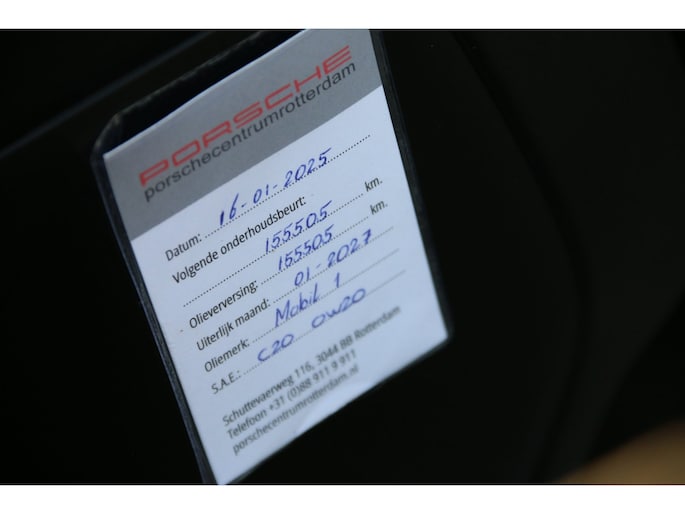 PORSCHE
porschecentrumrotterdam
Datum: 16-01-2025
Volgende onderhoudsbeurt:
155505 km.
Olieverversing: 155505 km.
Uiterlijk maand: 01-2027
Oliemerk: Mobil 1
S.A.E.: C20 0W20
Schuttevaerweg 116, 3044 BB Rotterdam
Telefoon +31 (0)88 911 9 911
porschecentrumrotterdam.nl